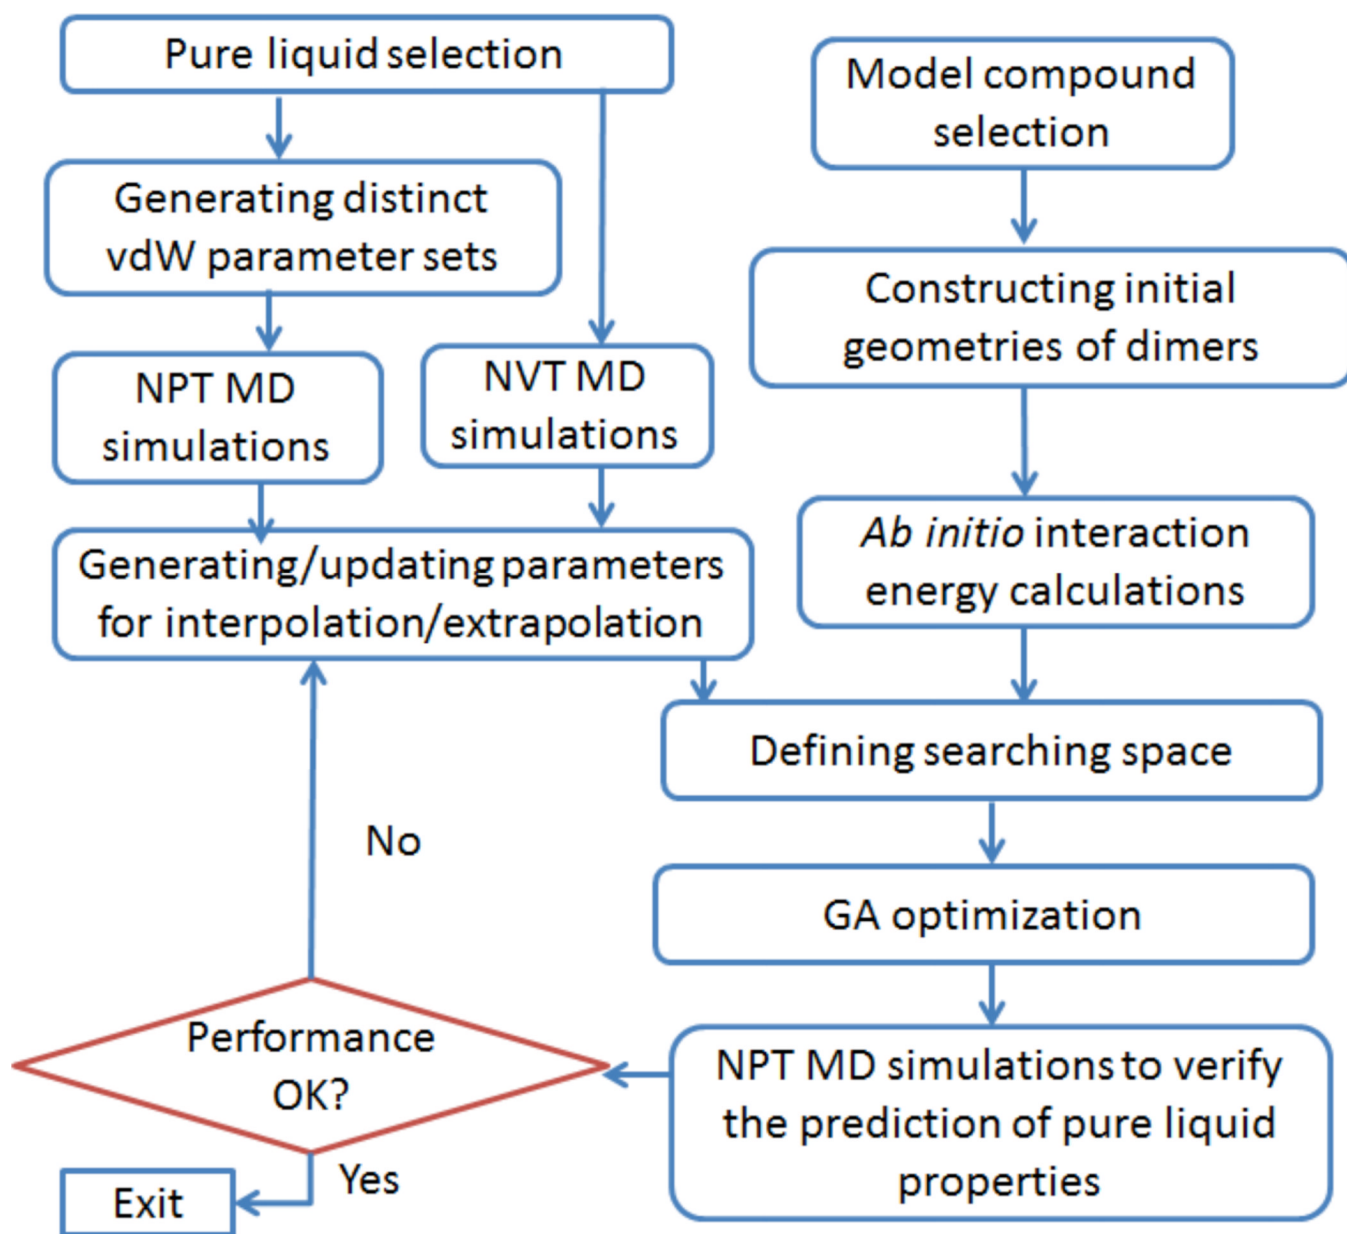 Pure liquid selection
Generating distinct
vdW parameter sets
NPT MD
simulations
NVT MD
simulations
Generating/updating parameters
for interpolation/extrapolation
Model compound
selection
Constructing initial
geometries of dimers
Ab initio interaction
energy calculations
Defining searching space
GA optimization
NPT MD simulations to verify
the prediction of pure liquid
properties
Performance
OK?
No
Yes
Exit